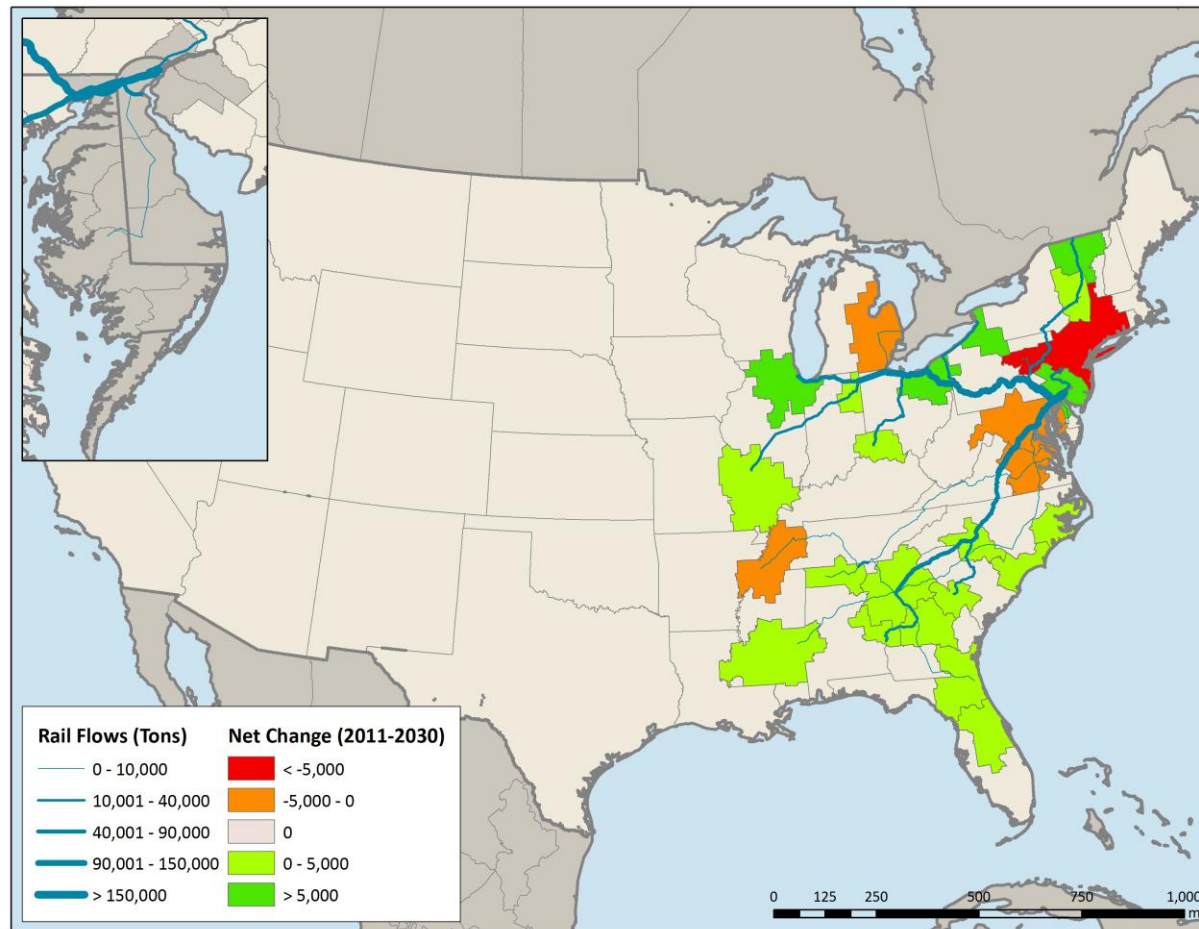 Rail Flows (Tons)
0 - 10,000
10,001 - 40,000
40,001 - 90,000
90,001 - 150,000
> 150,000
Net Change (2011-2030)
< -5,000
-5,000 - 0
0
0 - 5,000
> 5,000
0 125 250 500 750 1,000